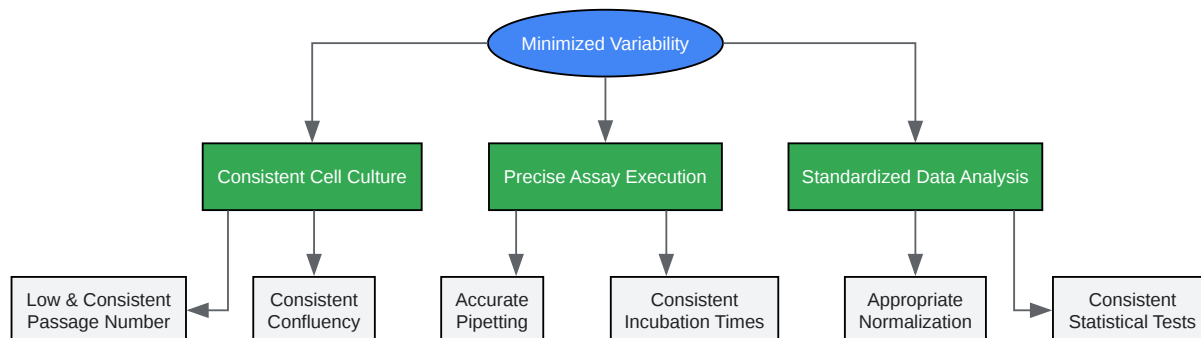 Minimized Variability
Consistent Cell Culture
Precise Assay Execution
Standardized Data Analysis
Low & Consistent
Passage Number
Consistent
Confluency
Accurate
Pipetting
Consistent
Incubation Times
Appropriate
Normalization
Consistent
Statistical Tests